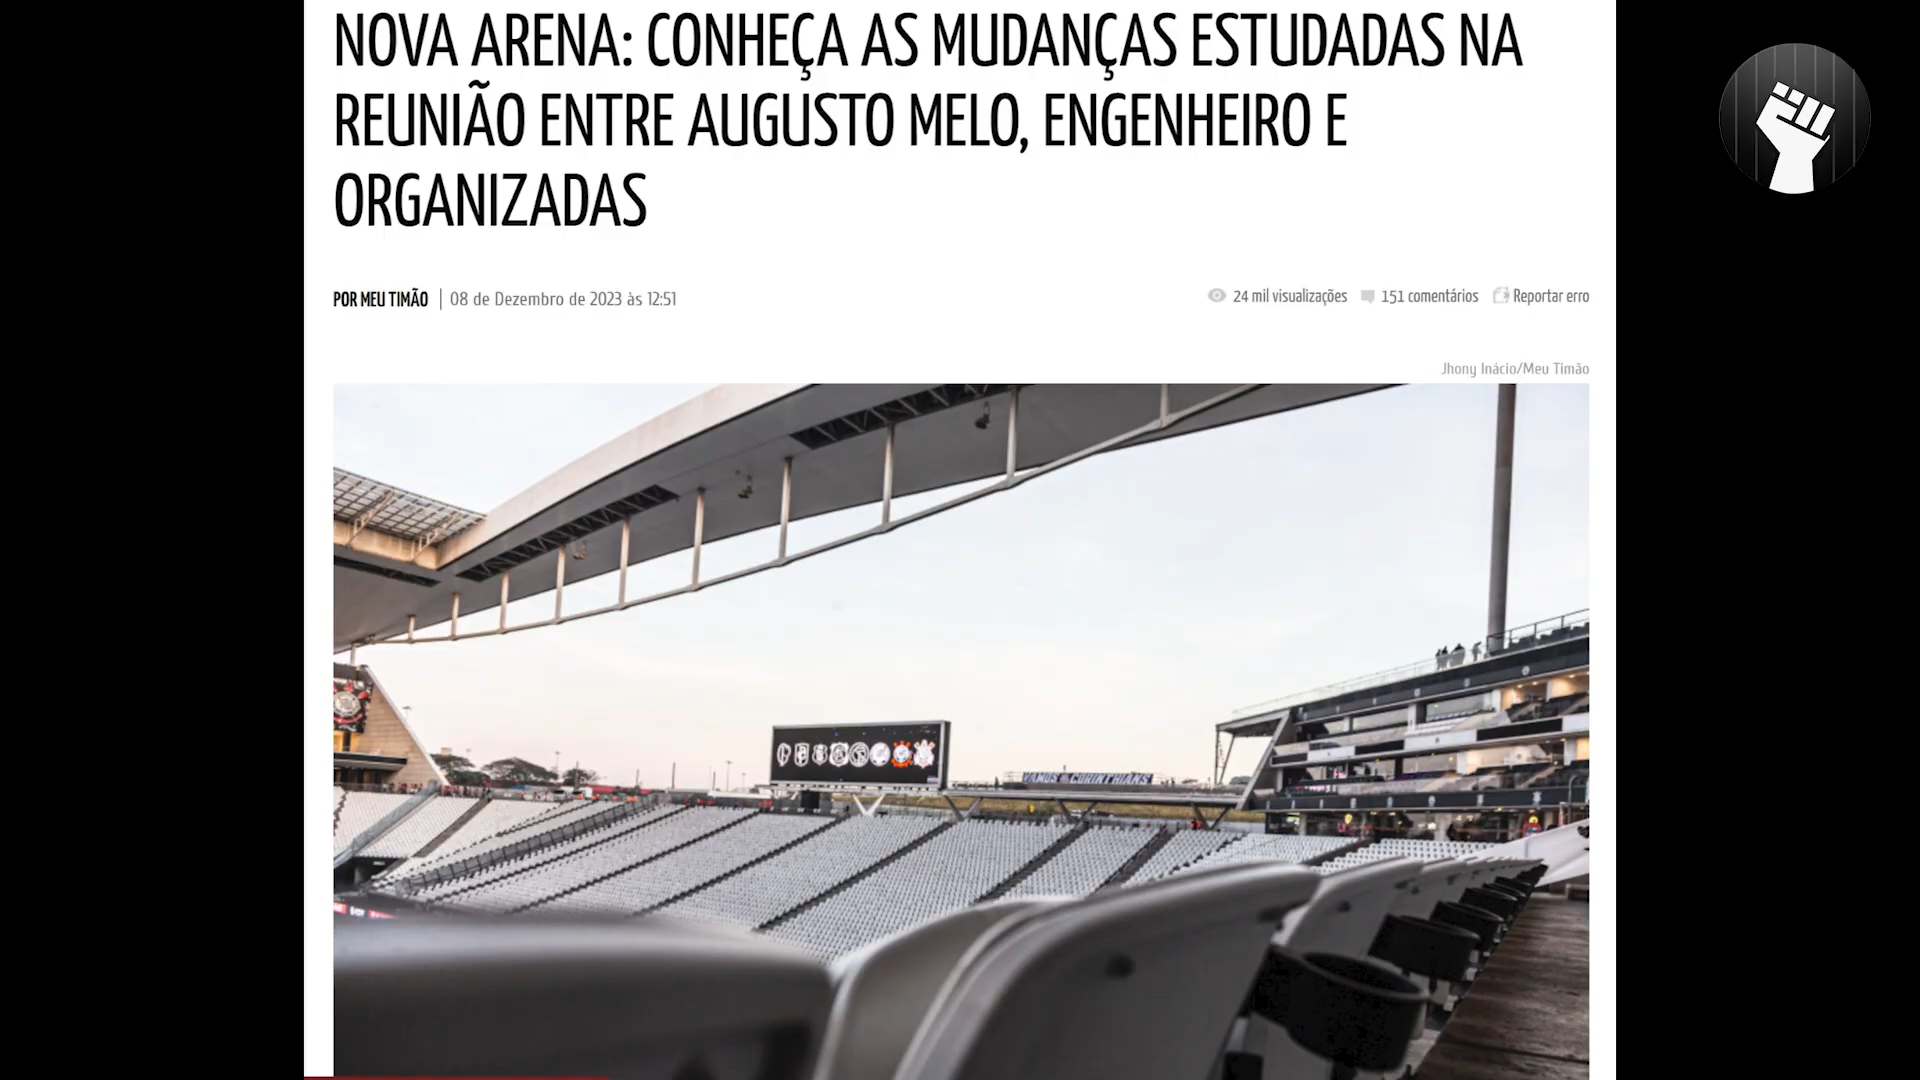 NOVA ARENA: CONHEÇA AS MUDANÇAS ESTUDADAS NA
REUNIÃO ENTRE AUGUSTO MELO, ENGENHEIRO E
ORGANIZADAS
POR MEU TIMÃO | 08 de Dezembro de 2023 às 12:51
24 mil visualizações 151 comentários Reportar erro
Jhony Inácio/Meu Timão
VAMOS CORINTHIANS